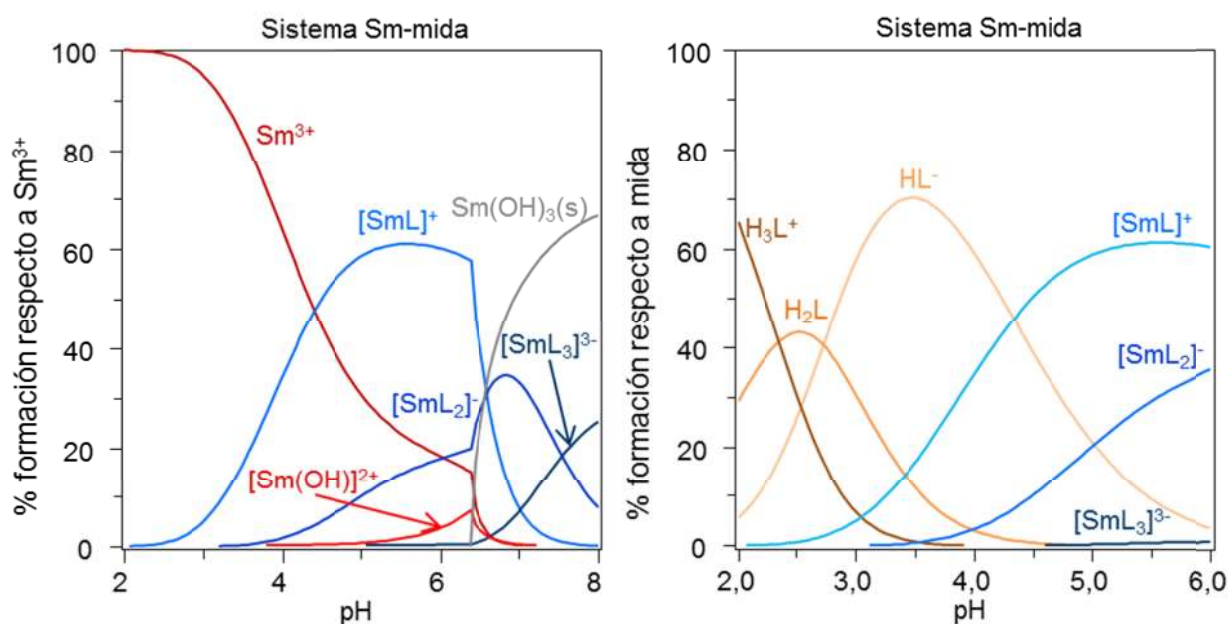 Sistema Sm-mida
% formación respecto a Sm³⁺
100
80
60
40
20
0
Sm³⁺
[SmL]⁺
Sm(OH)₃(s)
[SmL₃]³⁻
[SmL₂]⁻
[Sm(OH)]²⁺
2
4
6
8
pH
Sistema Sm-mida
% formación respecto a mida
100
80
60
40
20
0
HL⁻
H₃L⁺
[SmL]⁺
H₂L
[SmL₂]⁻
[SmL₃]³⁻
2,0
3,0
4,0
5,0
6,0
pH